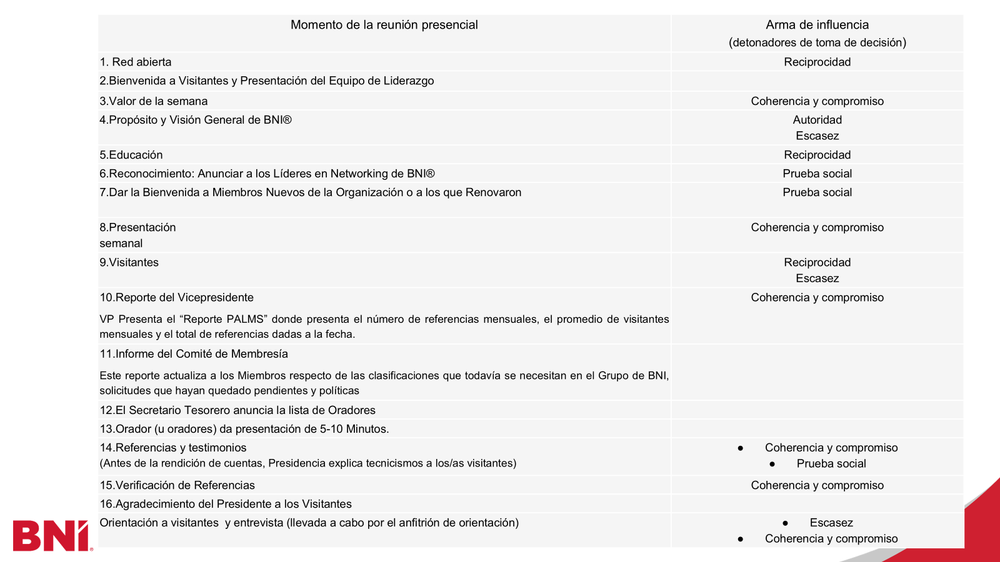 Momento de la reunión presencial
Arma de influencia
(detonadores de toma de decisión)
1. Red abierta
Reciprocidad
2.Bienvenida a Visitantes y Presentación del Equipo de Liderazgo
3.Valor de la semana
Coherencia y compromiso
4.Propósito y Visión General de BNI®
Autoridad
Escasez
5.Educación
Reciprocidad
6.Reconocimiento: Anunciar a los Líderes en Networking de BNI®
Prueba social
7.Dar la Bienvenida a Miembros Nuevos de la Organización o a los que Renovaron
Prueba social
8.Presentación
semanal
Coherencia y compromiso
9.Visitantes
Reciprocidad
Escasez
10.Reporte del Vicepresidente
VP Presenta el “Reporte PALMS” donde presenta el número de referencias mensuales, el promedio de visitantes
mensuales y el total de referencias dadas a la fecha.
Coherencia y compromiso
11.Informe del Comité de Membresía
Este reporte actualiza a los Miembros respecto de las clasificaciones que todavía se necesitan en el Grupo de BNI,
solicitudes que hayan quedado pendientes y políticas
12.El Secretario Tesorero anuncia la lista de Oradores
13.Orador (u oradores) da presentación de 5-10 Minutos.
14.Referencias y testimonios
(Antes de la rendición de cuentas, Presidencia explica tecnicismos a los/as visitantes)
● Coherencia y compromiso
● Prueba social
15.Verificación de Referencias
Coherencia y compromiso
16.Agradecimiento del Presidente a los Visitantes
Orientación a visitantes  y entrevista (llevada a cabo por el anfitrión de orientación)
● Escasez
● Coherencia y compromiso
BNI®